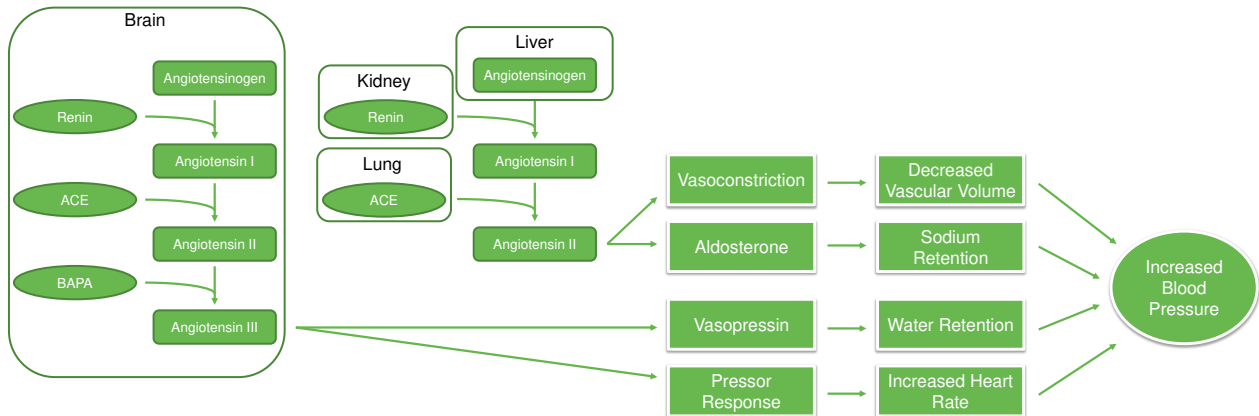 Brain
Angiotensinogen
Renin
Angiotensin I
ACE
Angiotensin II
BAPA
Angiotensin III
Liver
Angiotensinogen
Kidney
Renin
Angiotensin I
Lung
ACE
Angiotensin II
Vasoconstriction
Decreased
Vascular Volume
Aldosterone
Sodium
Retention
Vasopressin
Water Retention
Pressor
Response
Increased Heart
Rate
Increased
Blood
Pressure